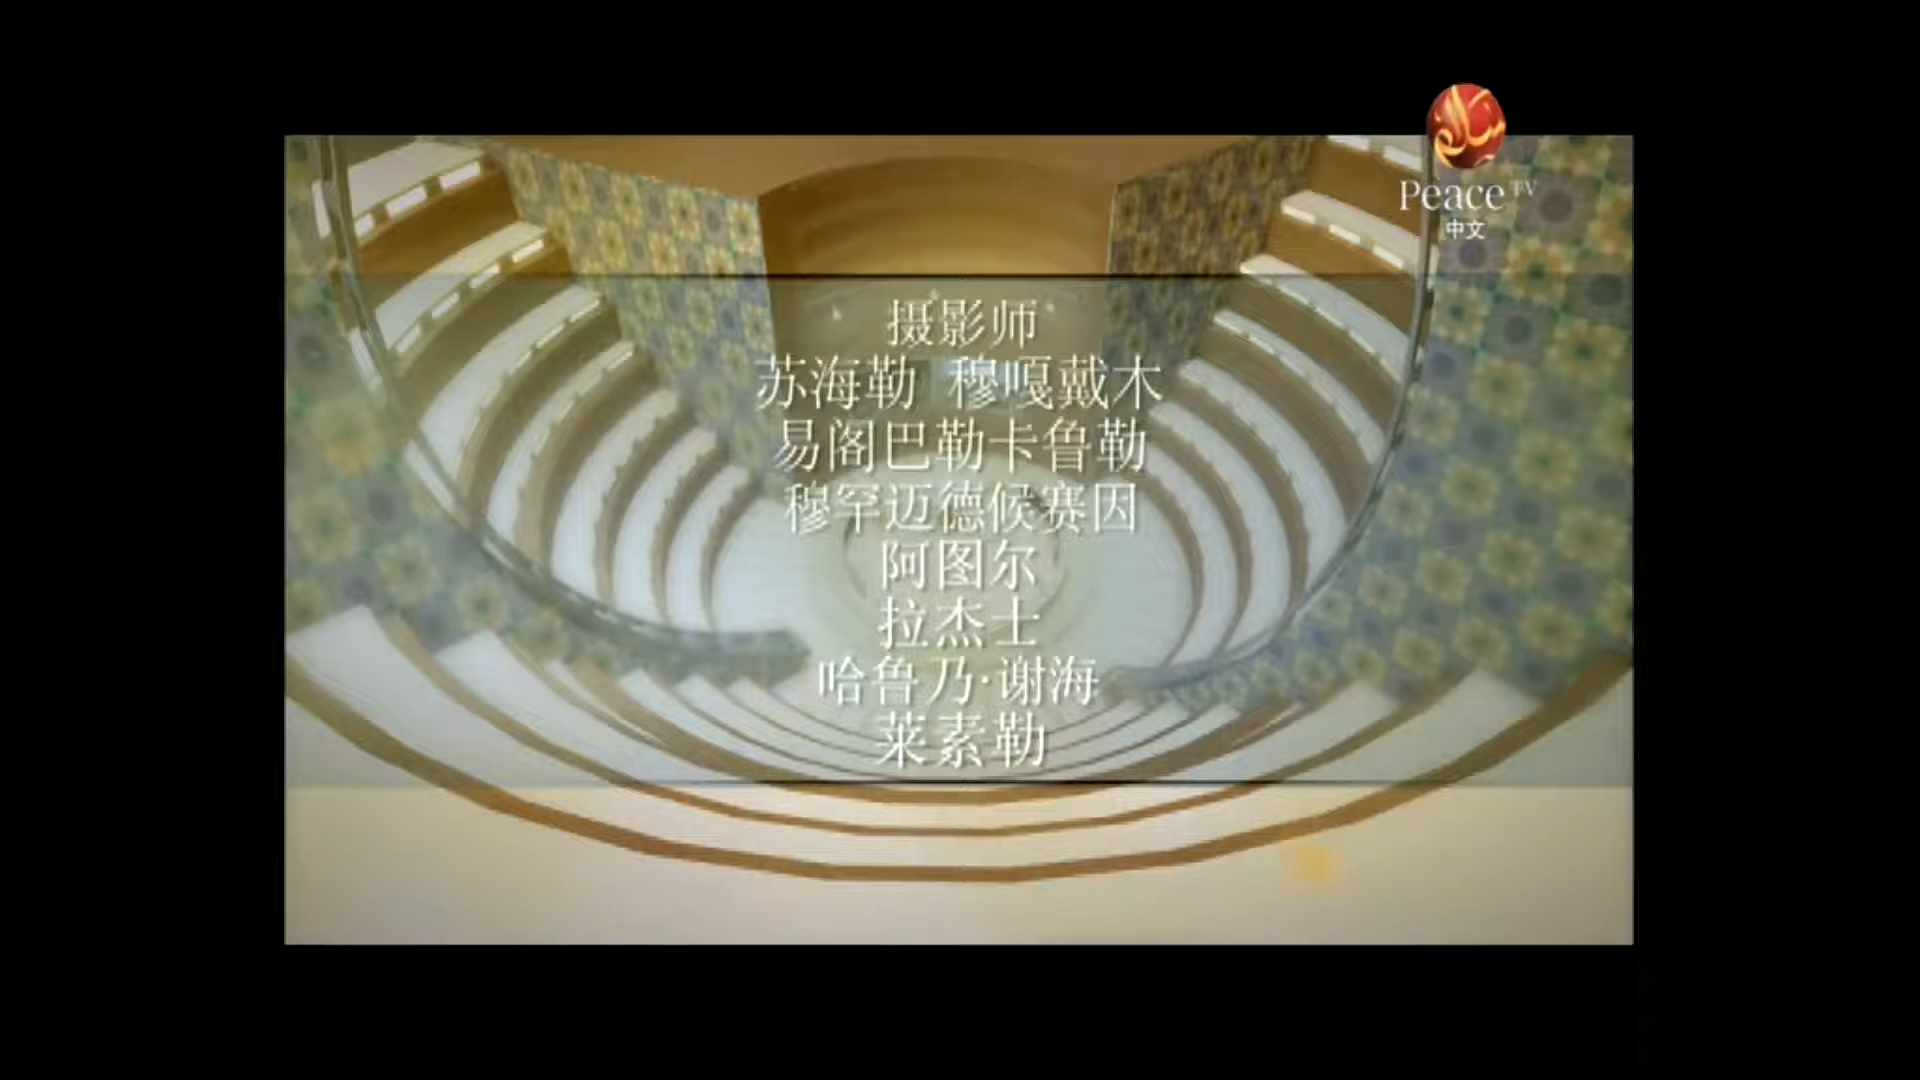 سلام
Peace TV
中文
摄影师
苏海勒 穆嘎戴木
易阁巴勒卡鲁勒
穆罕迈德候赛因
阿图尔
拉杰士
哈鲁乃·谢海
莱素勒